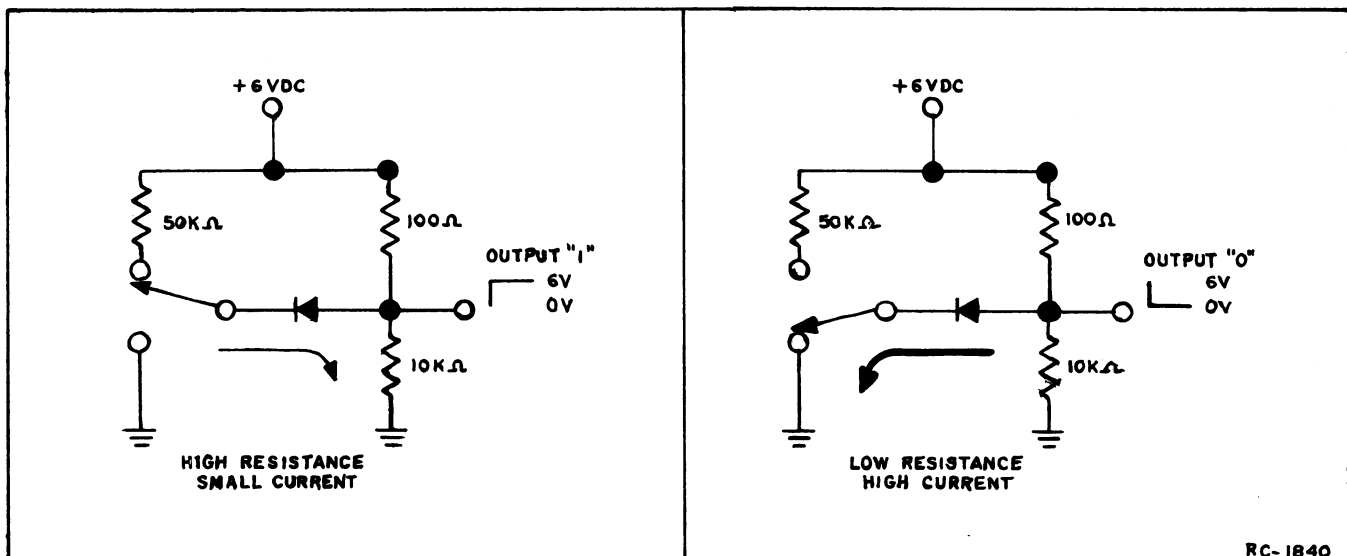 +6VDC
50KΩ
100Ω
OUTPUT "1"
6V
0V
10KΩ
HIGH RESISTANCE
SMALL CURRENT
+6VDC
50KΩ
100Ω
OUTPUT "0"
6V
0V
10KΩ
LOW RESISTANCE
HIGH CURRENT
RC-1840